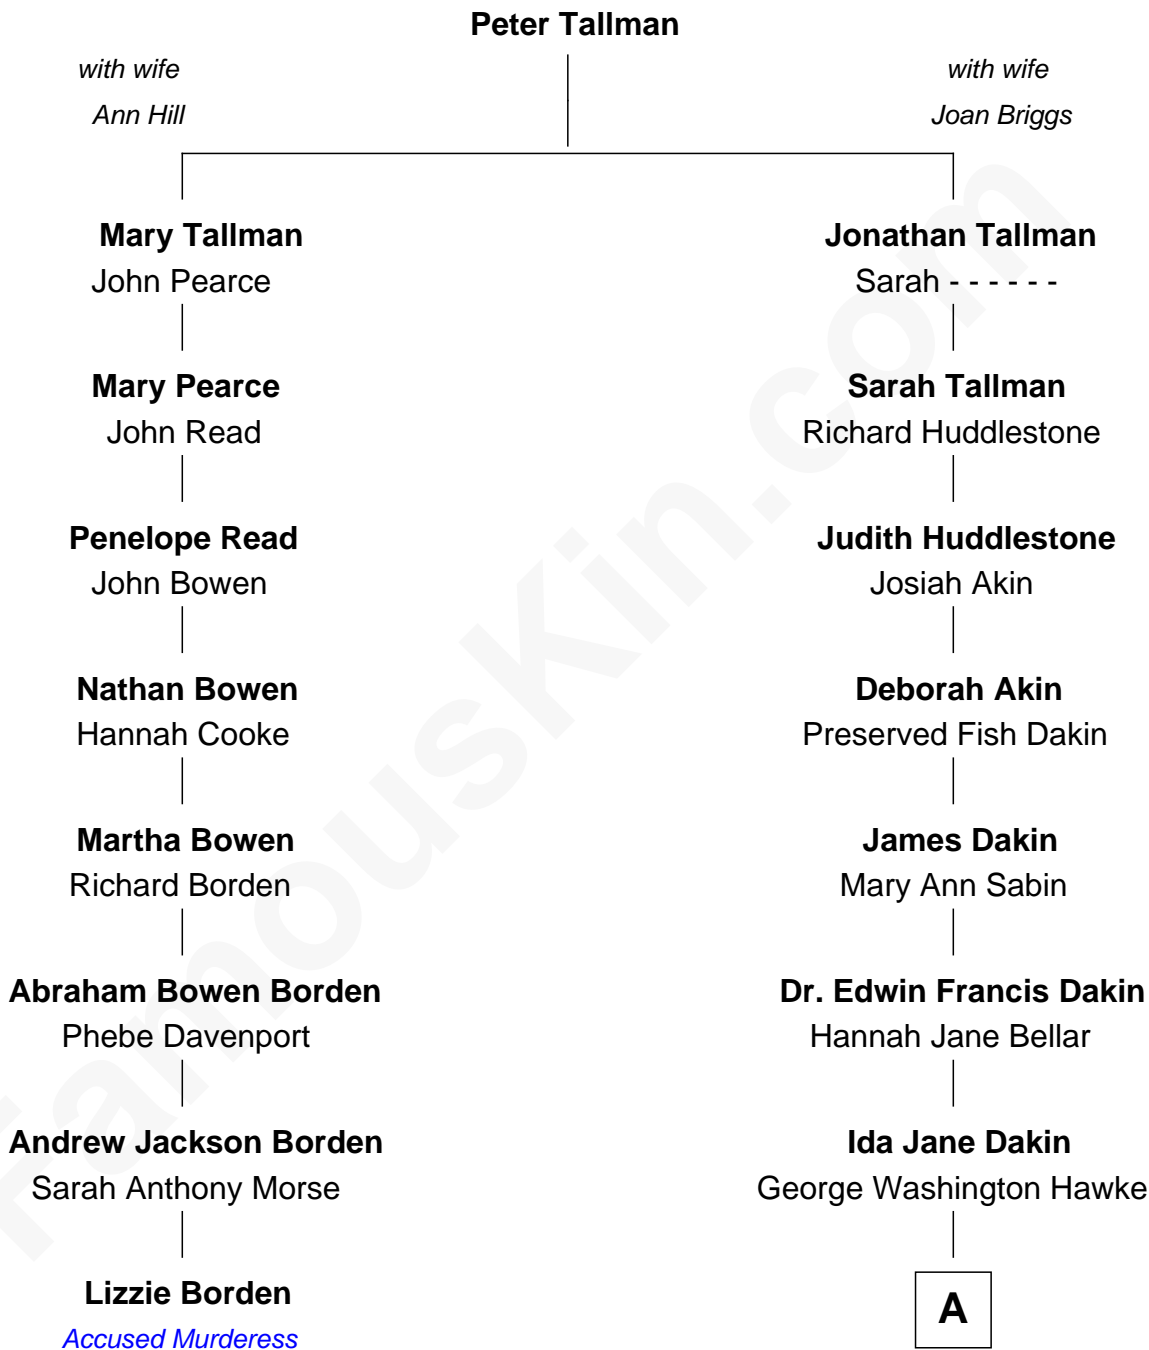 Peter Tallman
with wife
Ann Hill
with wife
Joan Briggs
Mary Tallman
John Pearce
Jonathan Tallman
Sarah - - - - - -
Mary Pearce
John Read
Sarah Tallman
Richard Huddlestone
Penelope Read
John Bowen
Judith Huddlestone
Josiah Akin
Nathan Bowen
Hannah Cooke
Deborah Akin
Preserved Fish Dakin
Martha Bowen
Richard Borden
James Dakin
Mary Ann Sabin
Abraham Bowen Borden
Phebe Davenport
Dr. Edwin Francis Dakin
Hannah Jane Bellar
Andrew Jackson Borden
Sarah Anthony Morse
Ida Jane Dakin
George Washington Hawke
Lizzie Borden
Accused Murderess
A
FamousKin.com